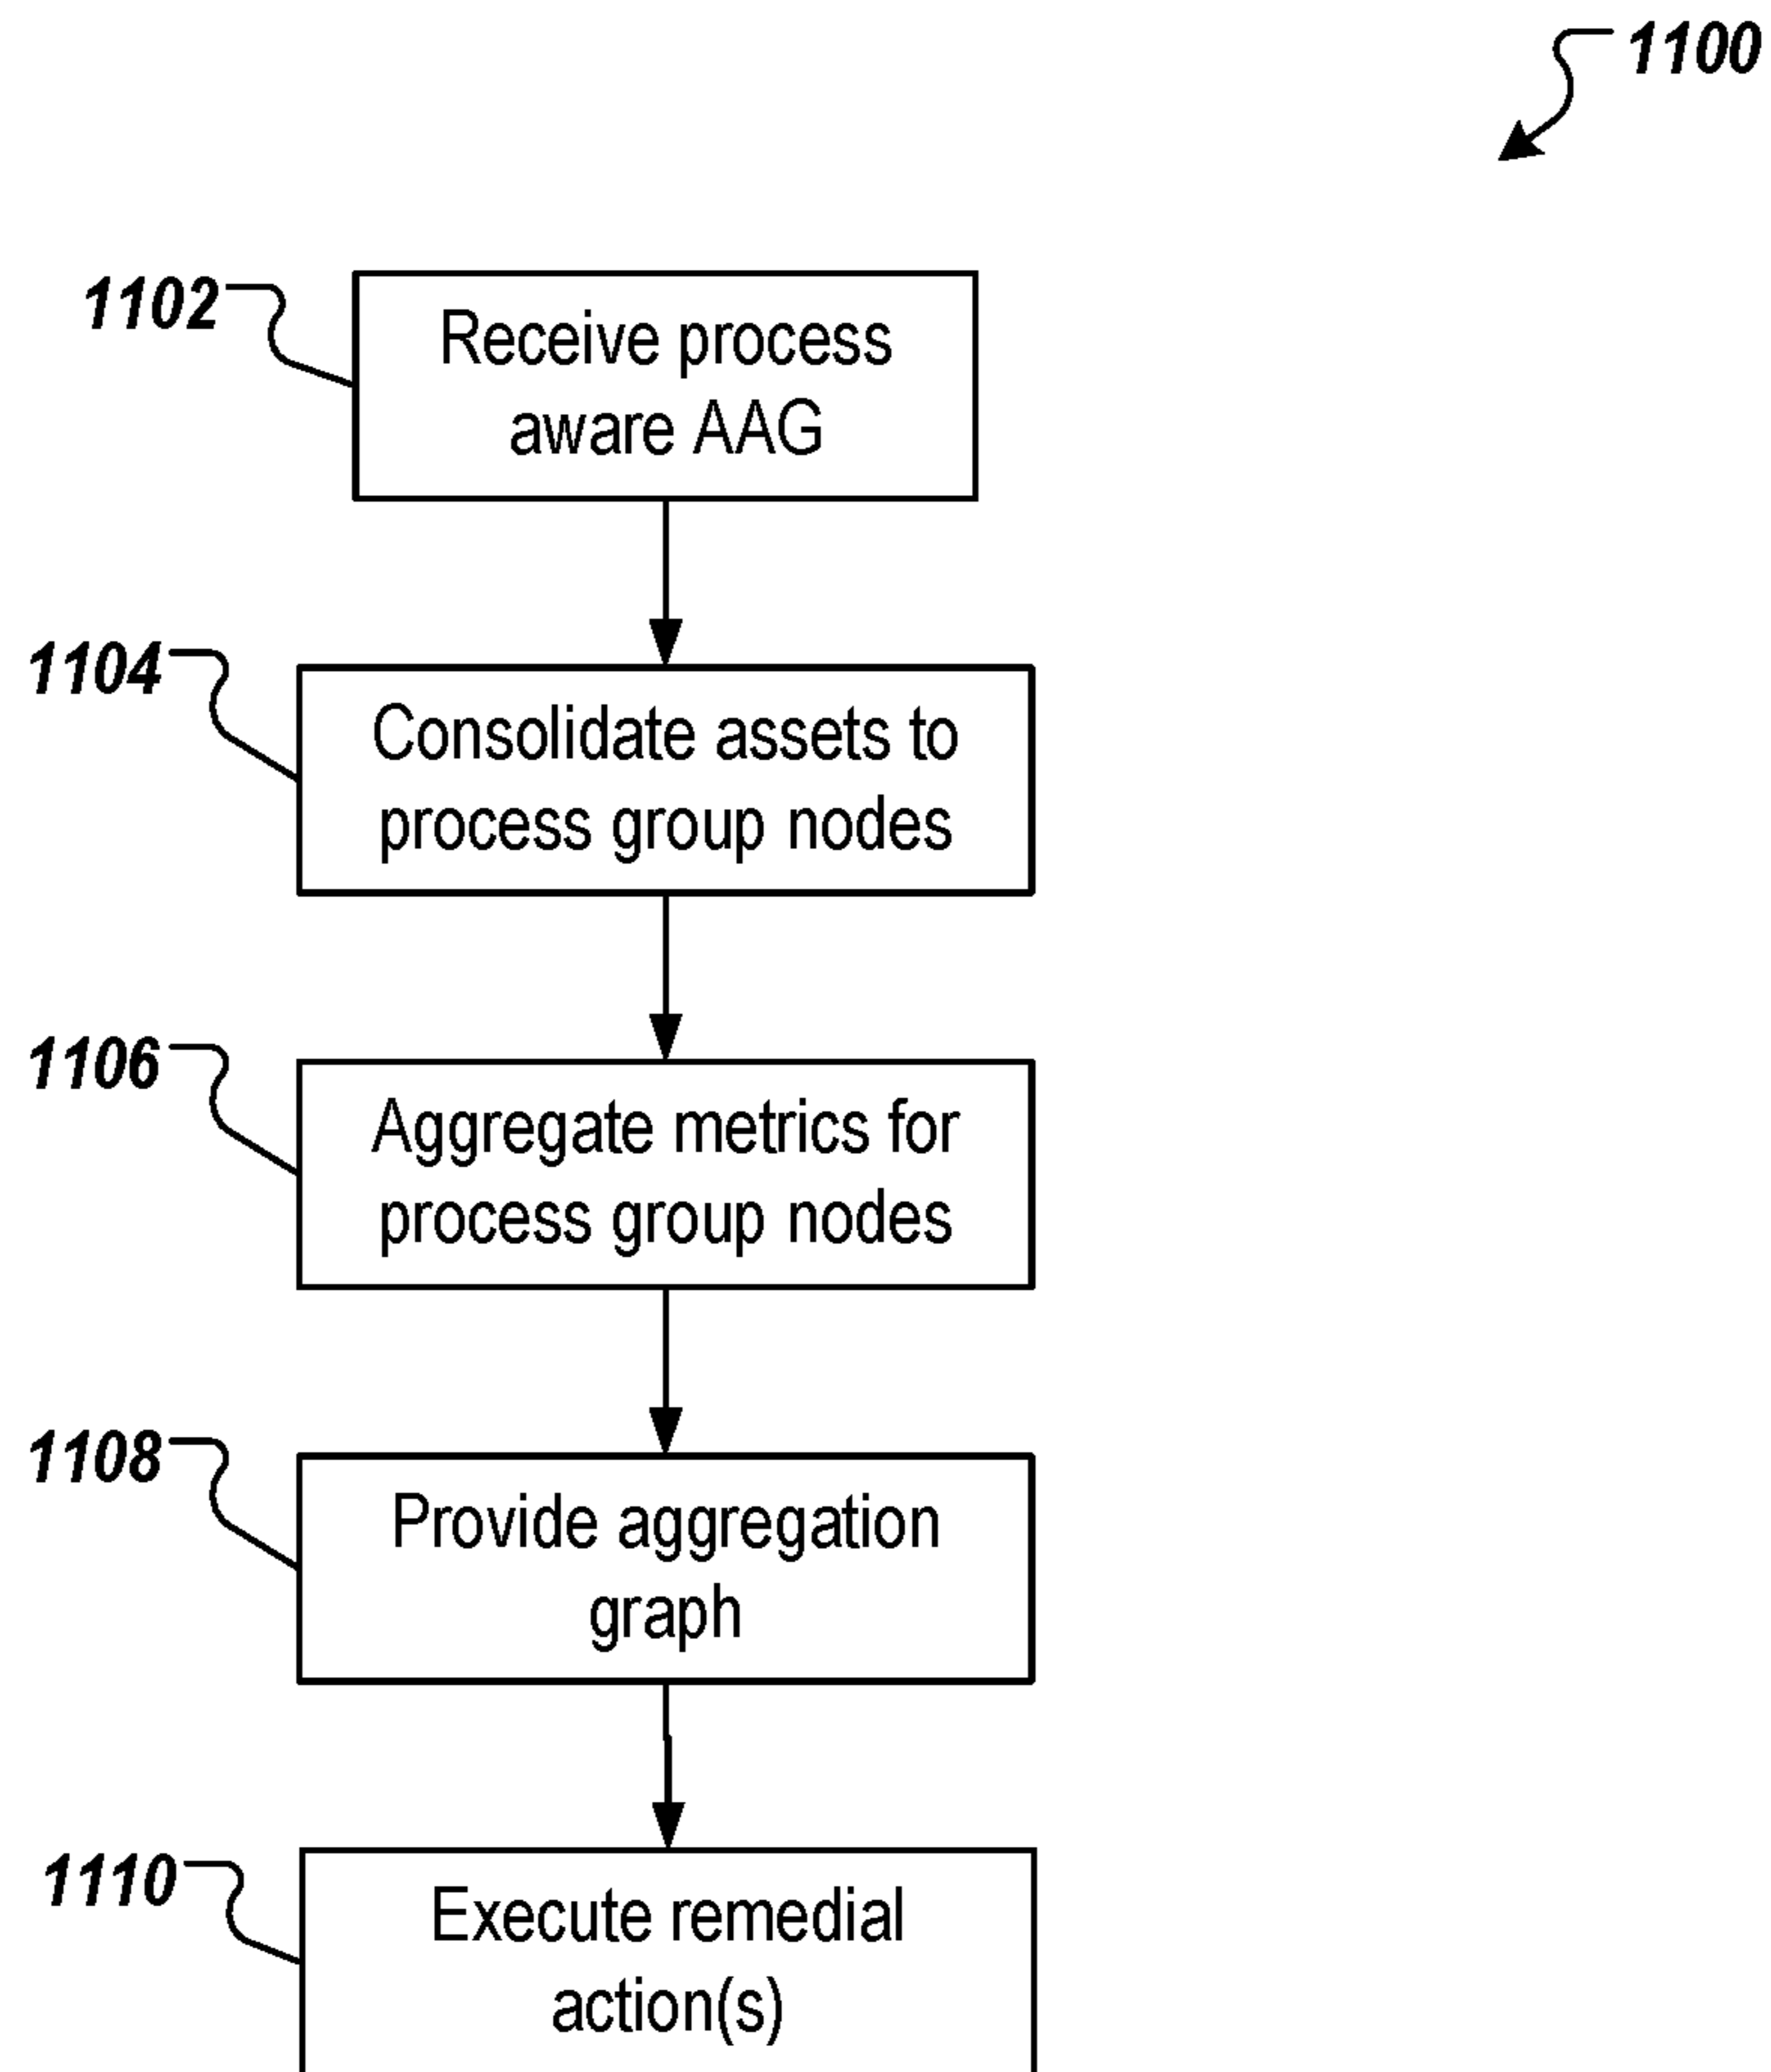 1100
1102
Receive process
aware AAG
1104
Consolidate assets to
process group nodes
1106
Aggregate metrics for
process group nodes
1108
Provide aggregation
graph
1110
Execute remedial
action(s)